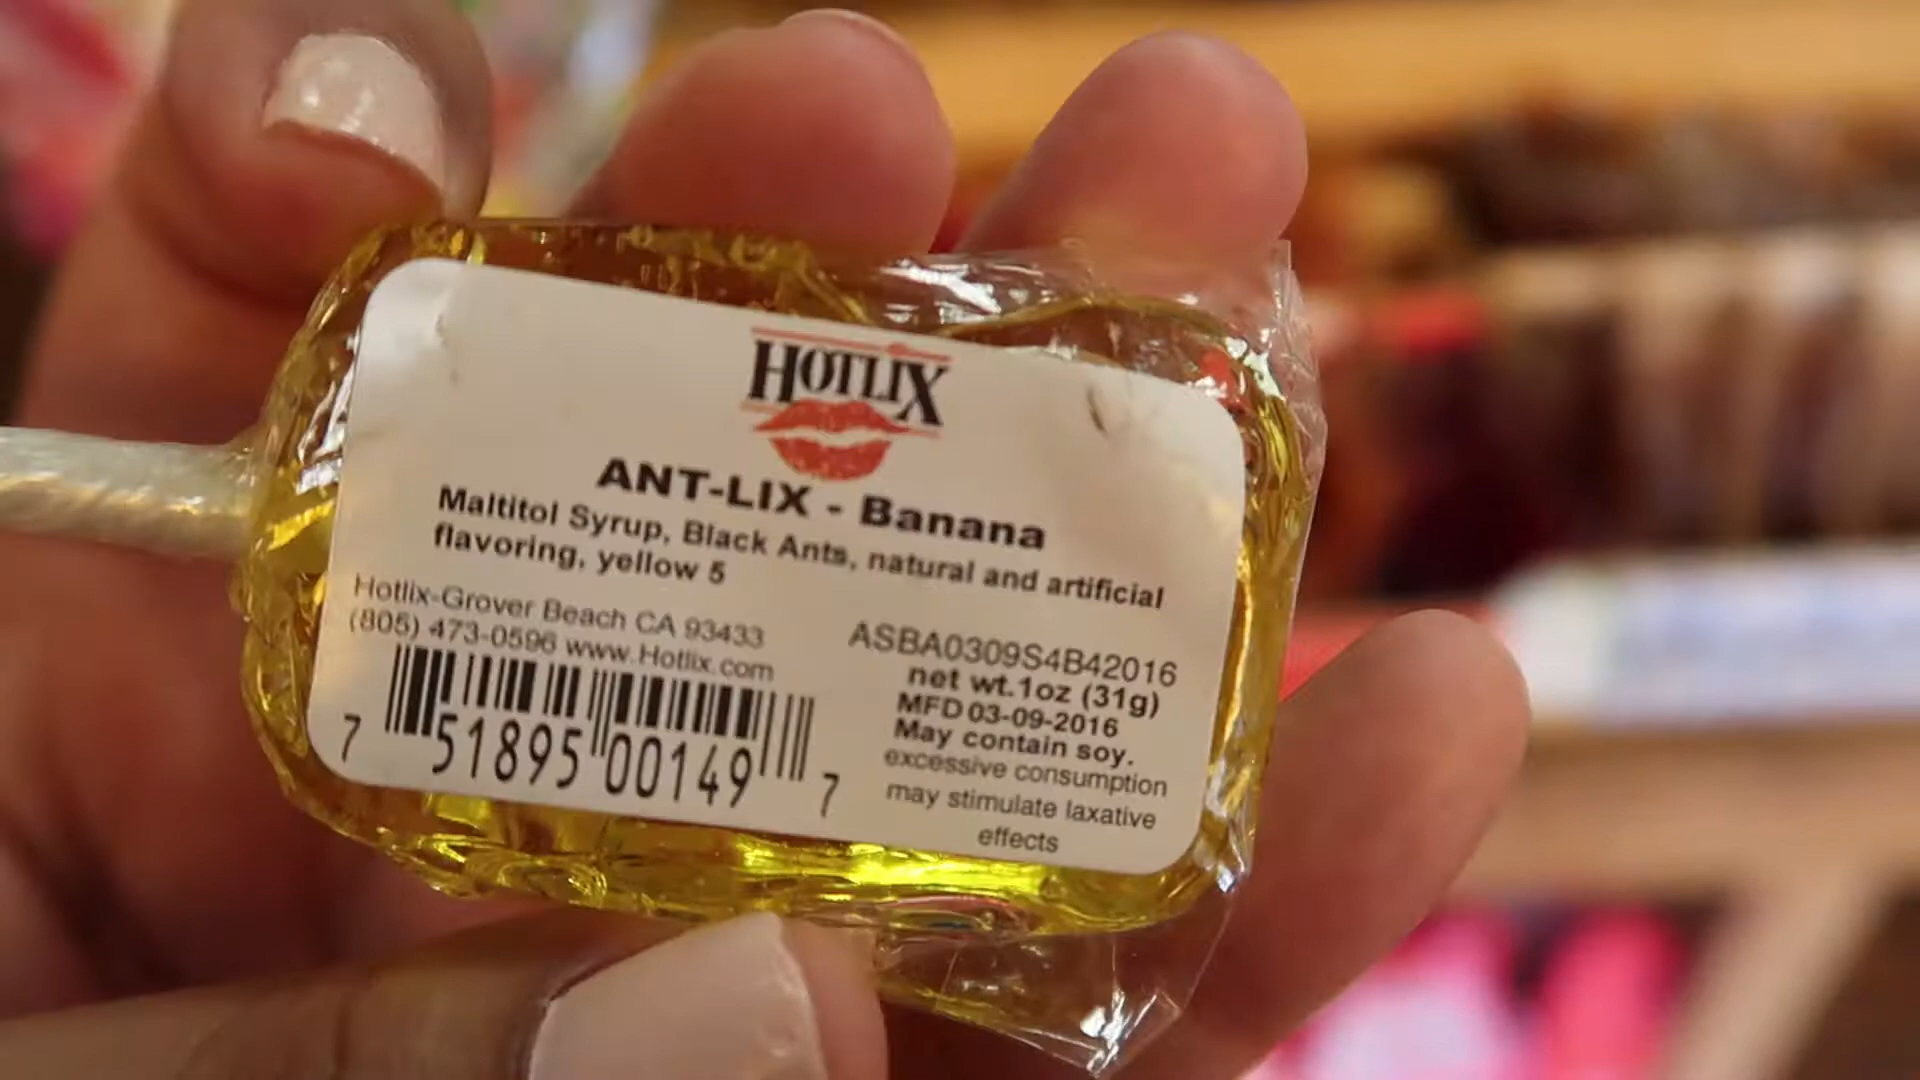 HOTLIX
ANT-LIX - Banana
Maltitol Syrup, Black Ants, natural and artificial
flavoring, yellow 5
Hotlix-Grover Beach CA 93433
(805) 473-0596 www.Hotlix.com
7 51895 00149 7
ASBA0309S4B42016
net wt.1oz (31g)
MFD 03-09-2016
May contain soy.
excessive consumption
may stimulate laxative
effects